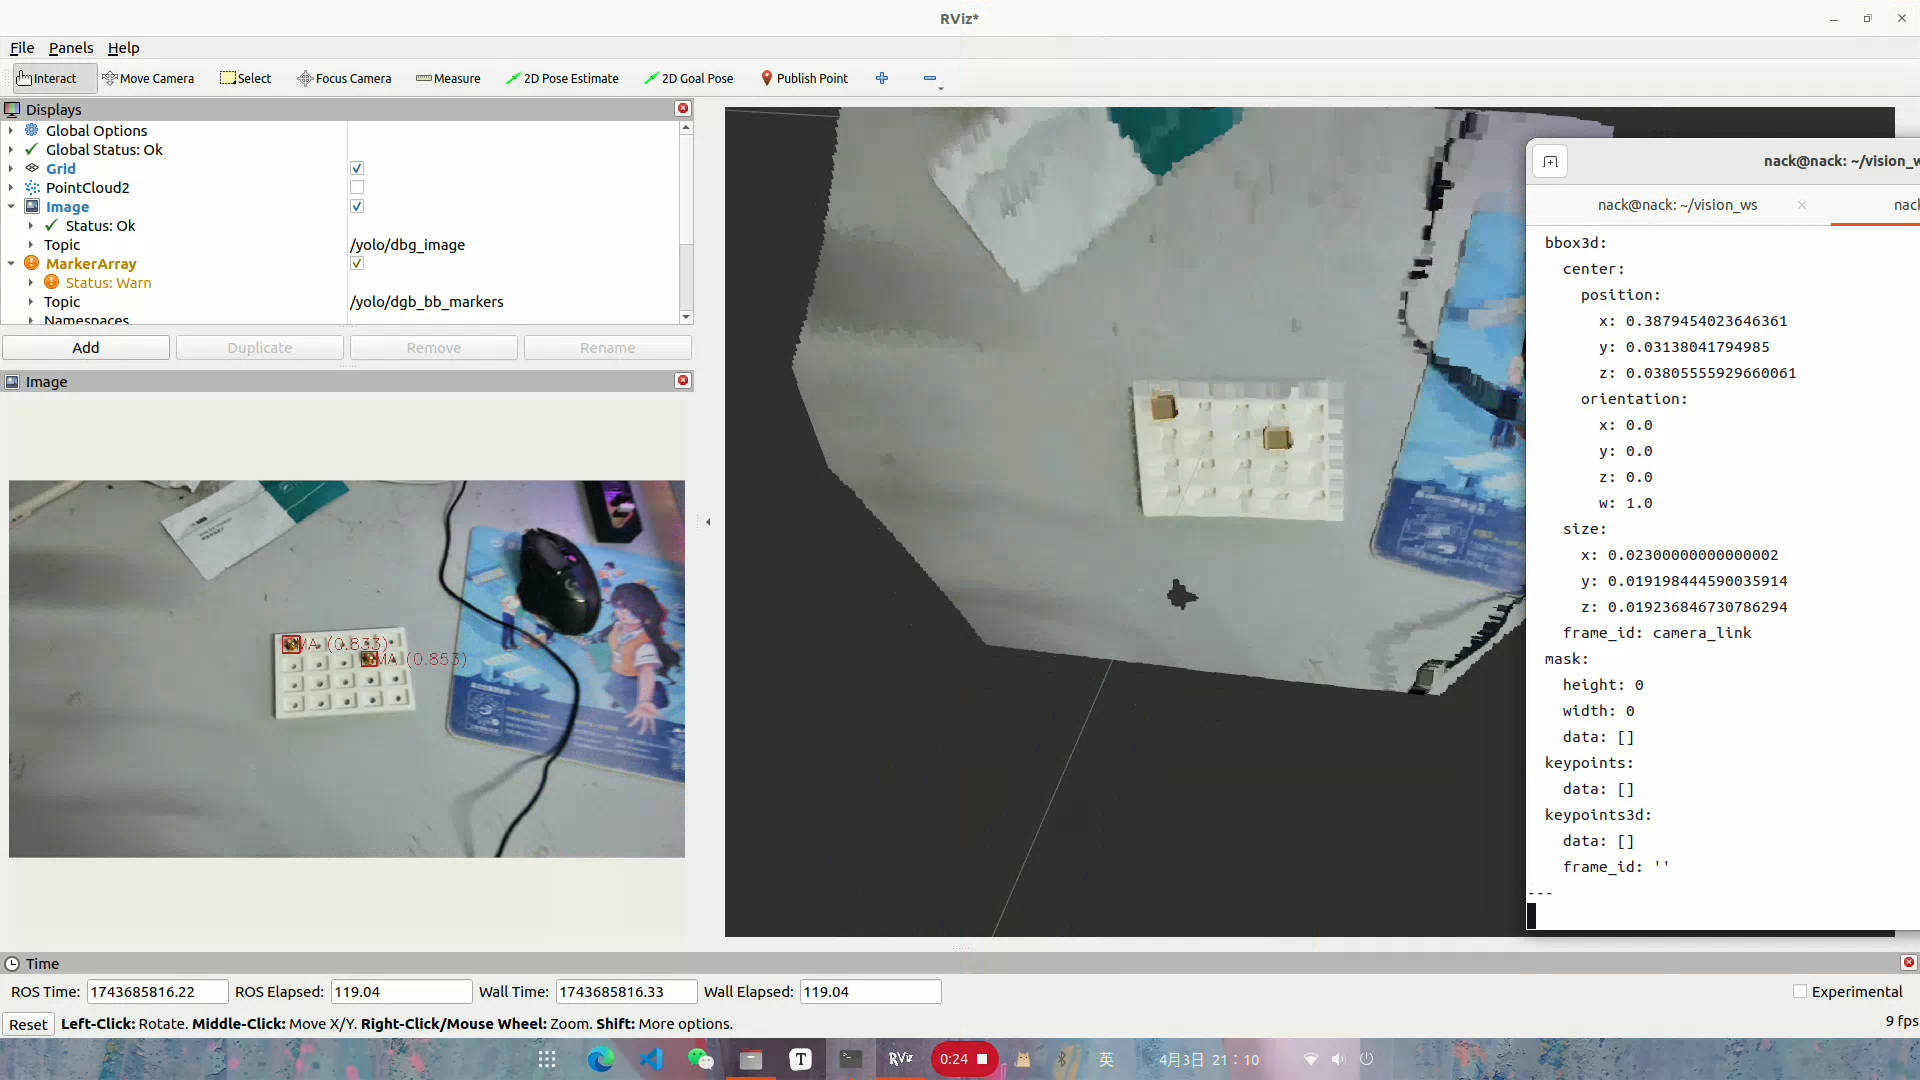 RViz*
File Panels Help
Interact Move Camera Select Focus Camera Measure 2D Pose Estimate 2D Goal Pose Publish Point
Displays
Global Options
Global Status: Ok
Grid
PointCloud2
Image
Status: Ok
Topic /yolo/dbg_image
MarkerArray
Status: Warn
Topic /yolo/dgb_bb_markers
Namespaces
Add Duplicate Remove Rename
Image
MA (0.833)
MA (0.853)
nack@nack: ~/vision_w
nack@nack: ~/vision_ws nack
bbox3d:
center:
position:
x: 0.3879454023646361
y: 0.03138041794985
z: 0.03805555929660061
orientation:
x: 0.0
y: 0.0
z: 0.0
w: 1.0
size:
x: 0.02300000000000002
y: 0.019198444590035914
z: 0.019236846730786294
frame_id: camera_link
mask:
height: 0
width: 0
data: []
keypoints:
data: []
keypoints3d:
data: []
frame_id: ''
---
Time
ROS Time: 1743685816.22 ROS Elapsed: 119.04 Wall Time: 1743685816.33 Wall Elapsed: 119.04 Experimental
Reset Left-Click: Rotate. Middle-Click: Move X/Y. Right-Click/Mouse Wheel: Zoom. Shift: More options. 9 fps
T RViz 0:24 英 4月3日 21：10